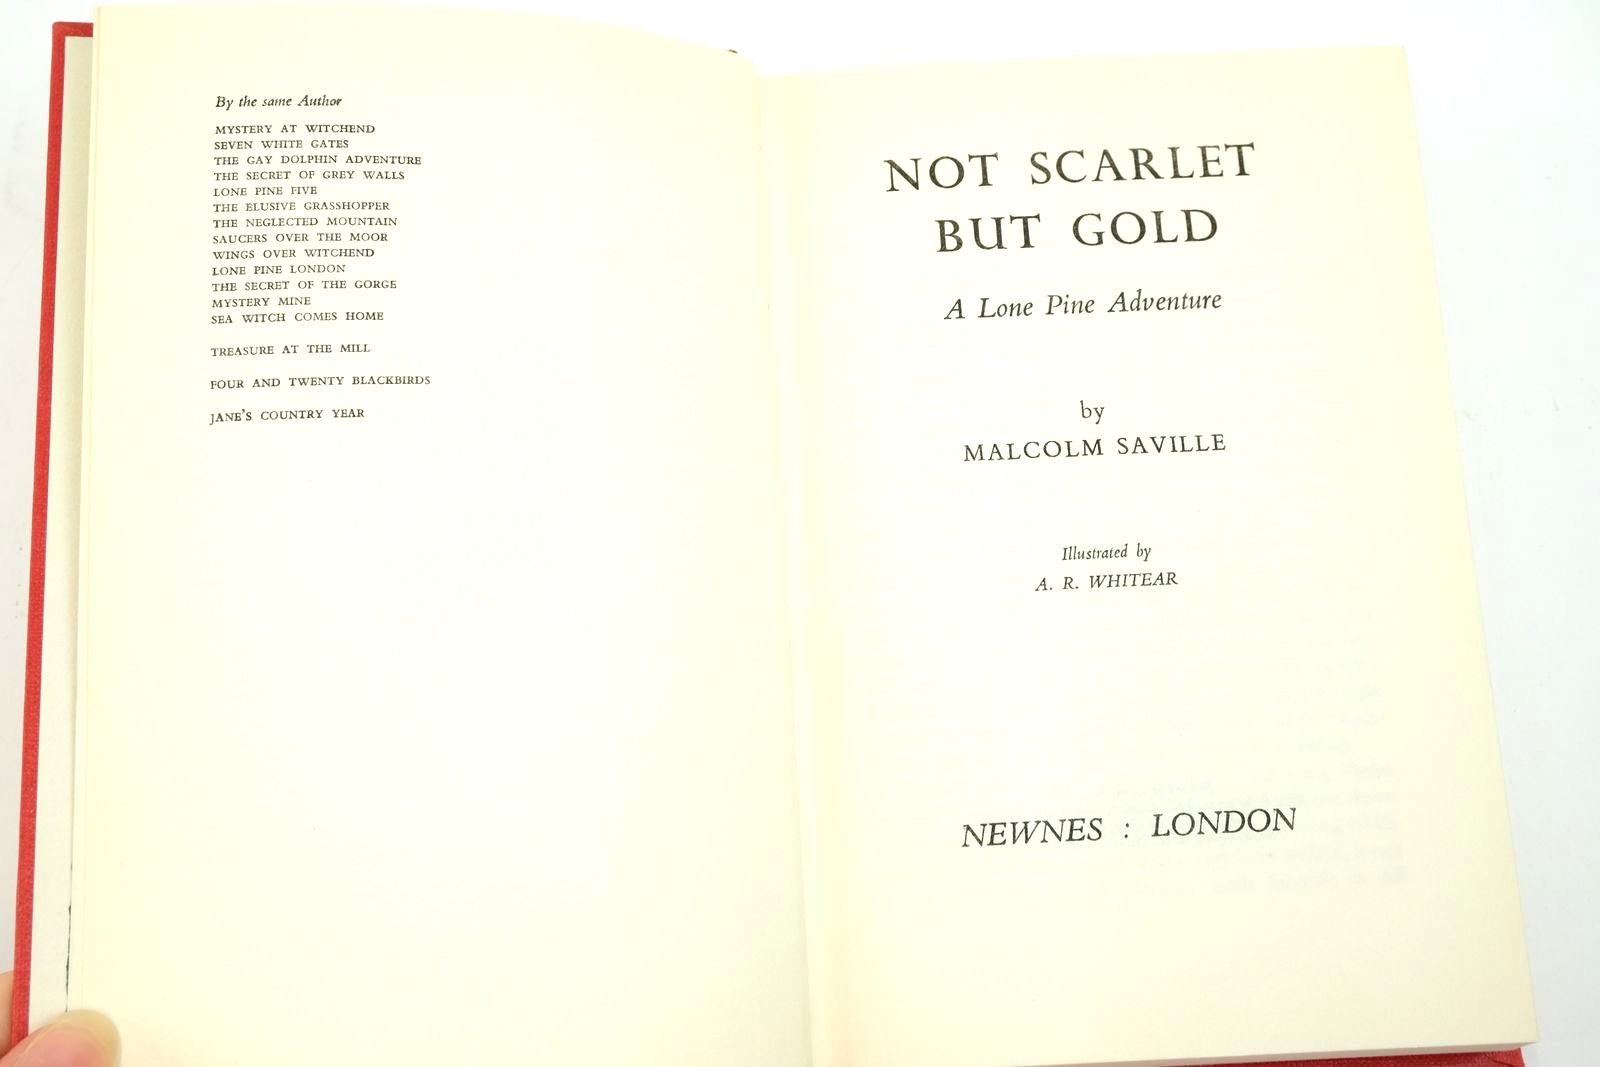 By the same Author
MYSTERY AT WITCHEND
SEVEN WHITE GATES
THE GAY DOLPHIN ADVENTURE
THE SECRET OF GREY WALLS
LONE PINE FIVE
THE ELUSIVE GRASSHOPPER
THE NEGLECTED MOUNTAIN
SAUCERS OVER THE MOOR
WINGS OVER WITCHEND
LONE PINE LONDON
THE SECRET OF THE GORGE
MYSTERY MINE
SEA WITCH COMES HOME
TREASURE AT THE MILL
FOUR AND TWENTY BLACKBIRDS
JANE'S COUNTRY YEAR
NOT SCARLET
BUT GOLD
A Lone Pine Adventure
by
MALCOLM SAVILLE
Illustrated by
A. R. WHITEAR
NEWNES : LONDON